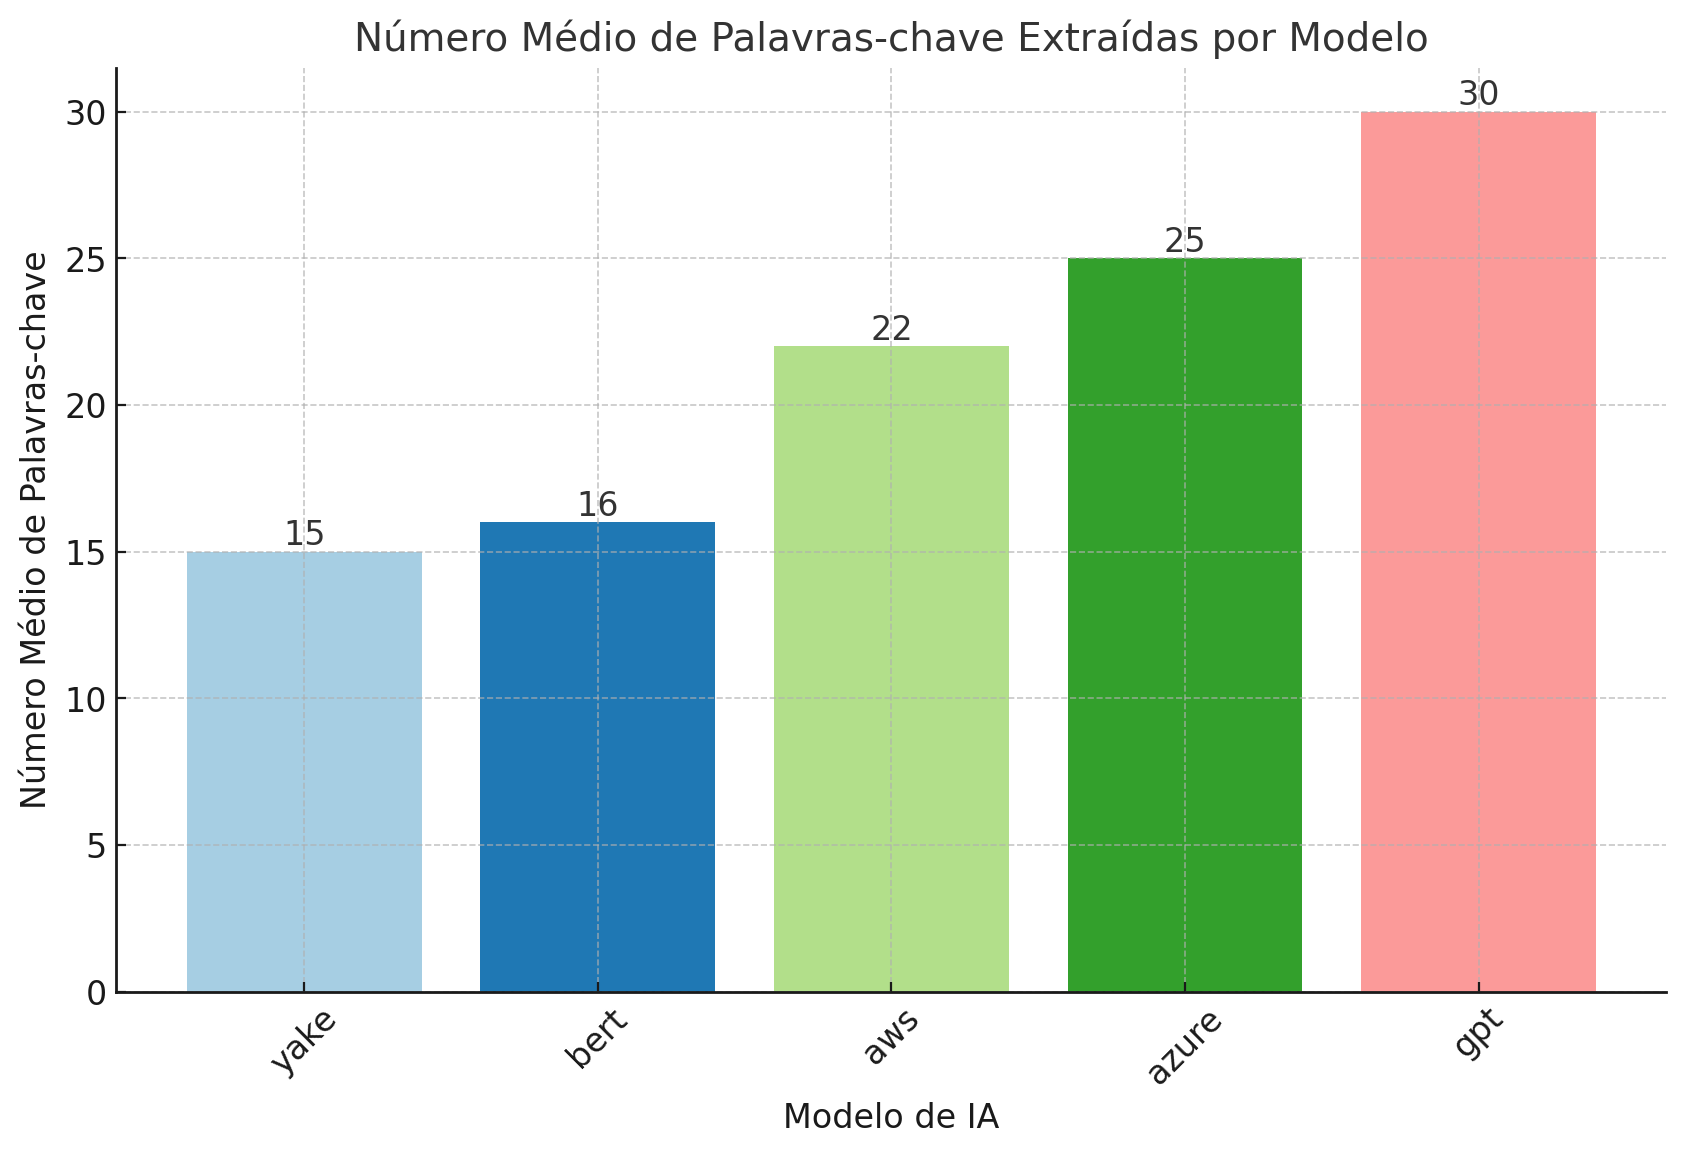 Número Médio de Palavras-chave Extraídas por Modelo
Número Médio de Palavras-chave
30
25
20
15
10
5
0
15
16
22
25
30
yake
bert
aws
azure
gpt
Modelo de IA